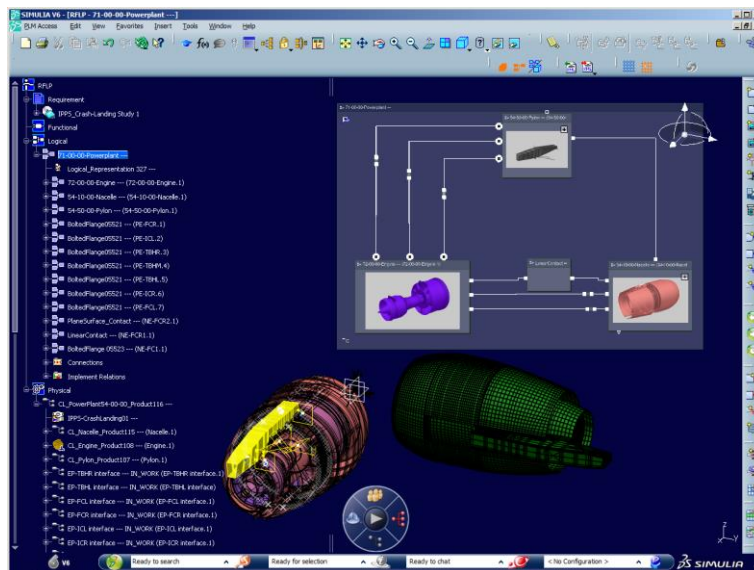 SIMULIA V6 - [RFLP - 71-00-00-Powerplant ---]
PLM Access Edit View Favorites Insert Tools Window Help
RFLP
Requirement
IPPS_Crash-Landing Study 1
Functional
Logical
71-00-00-Powerplant ---
Logical_Representation 327 ---
72-00-00-Engine --- (72-00-00-Engine.1)
54-10-00-Nacelle --- (54-10-00-Nacelle.1)
54-50-00-Pylon --- (54-50-00-Pylon.1)
BoltedFlange05521 --- (PE-FCR.1)
BoltedFlange05521 --- (PE-ICL.2)
BoltedFlange05521 --- (PE-TBHR.3)
BoltedFlange05521 --- (PE-TBHM.4)
BoltedFlange05521 --- (PE-TBHL.5)
BoltedFlange05521 --- (PE-ICR.6)
BoltedFlange05521 --- (PE-FCL.7)
PlaneSurface_Contact --- (NE-FCR2.1)
LinearContact --- (NE-FCR1.1)
BoltedFlange 05523 --- (NE-FC1.1)
Connections
Implement Relations
Physical
CL_PowerPlant54-00-00_Product116 ---
IPPS-CrashLanding01 ---
CL_Nacelle_Product115 --- (Nacelle.1)
CL_Engine_Product108 --- (Engine.1)
CL_Pylon_Product107 --- (Pylon.1)
EP-TBHR interface --- IN_WORK (EP-TBHR interface.1)
EP-TBHL interface --- IN_WORK (EP-TBHL interface)
EP-FCL interface --- IN_WORK (EP-FCL interface.1)
EP-FCR interface --- IN_WORK (EP-FCR interface.1)
EP-ICL interface --- IN_WORK (EP-ICL interface.1)
EP-ICR interface --- IN_WORK (EP-ICR interface.1)
71-00-00-Powerplant ---
LinearContact
V6 Ready to search Ready for selection Ready to chat < No Configuration > SIMULIA